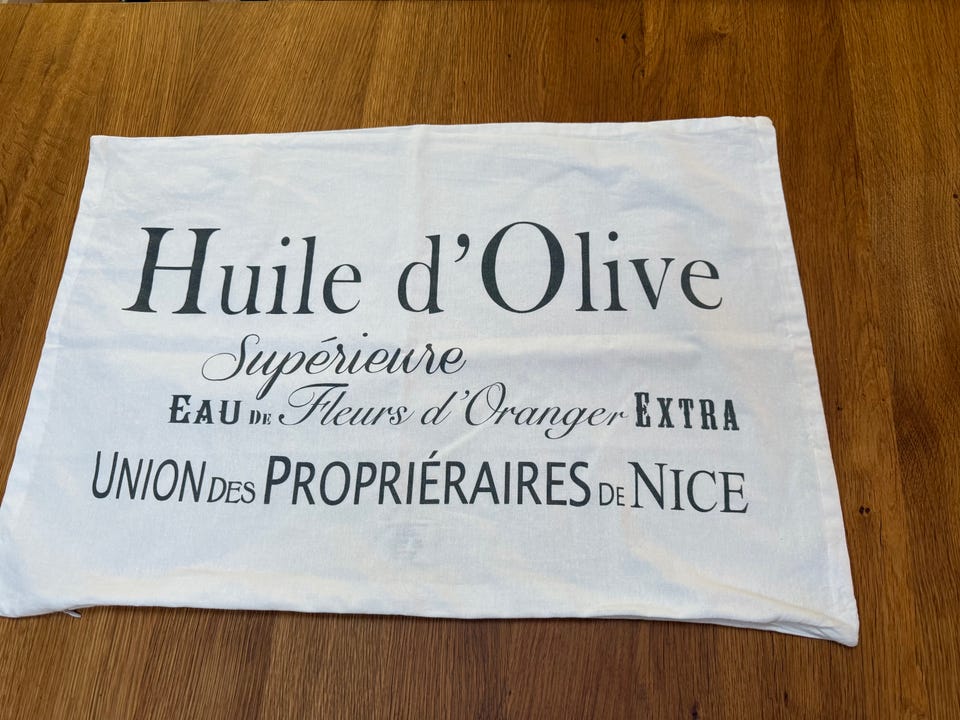 Huile d'Olive
Supérieure
EAU DE Fleurs d'Oranger EXTRA
UNION DES PROPRIÉRAIRES DE NICE